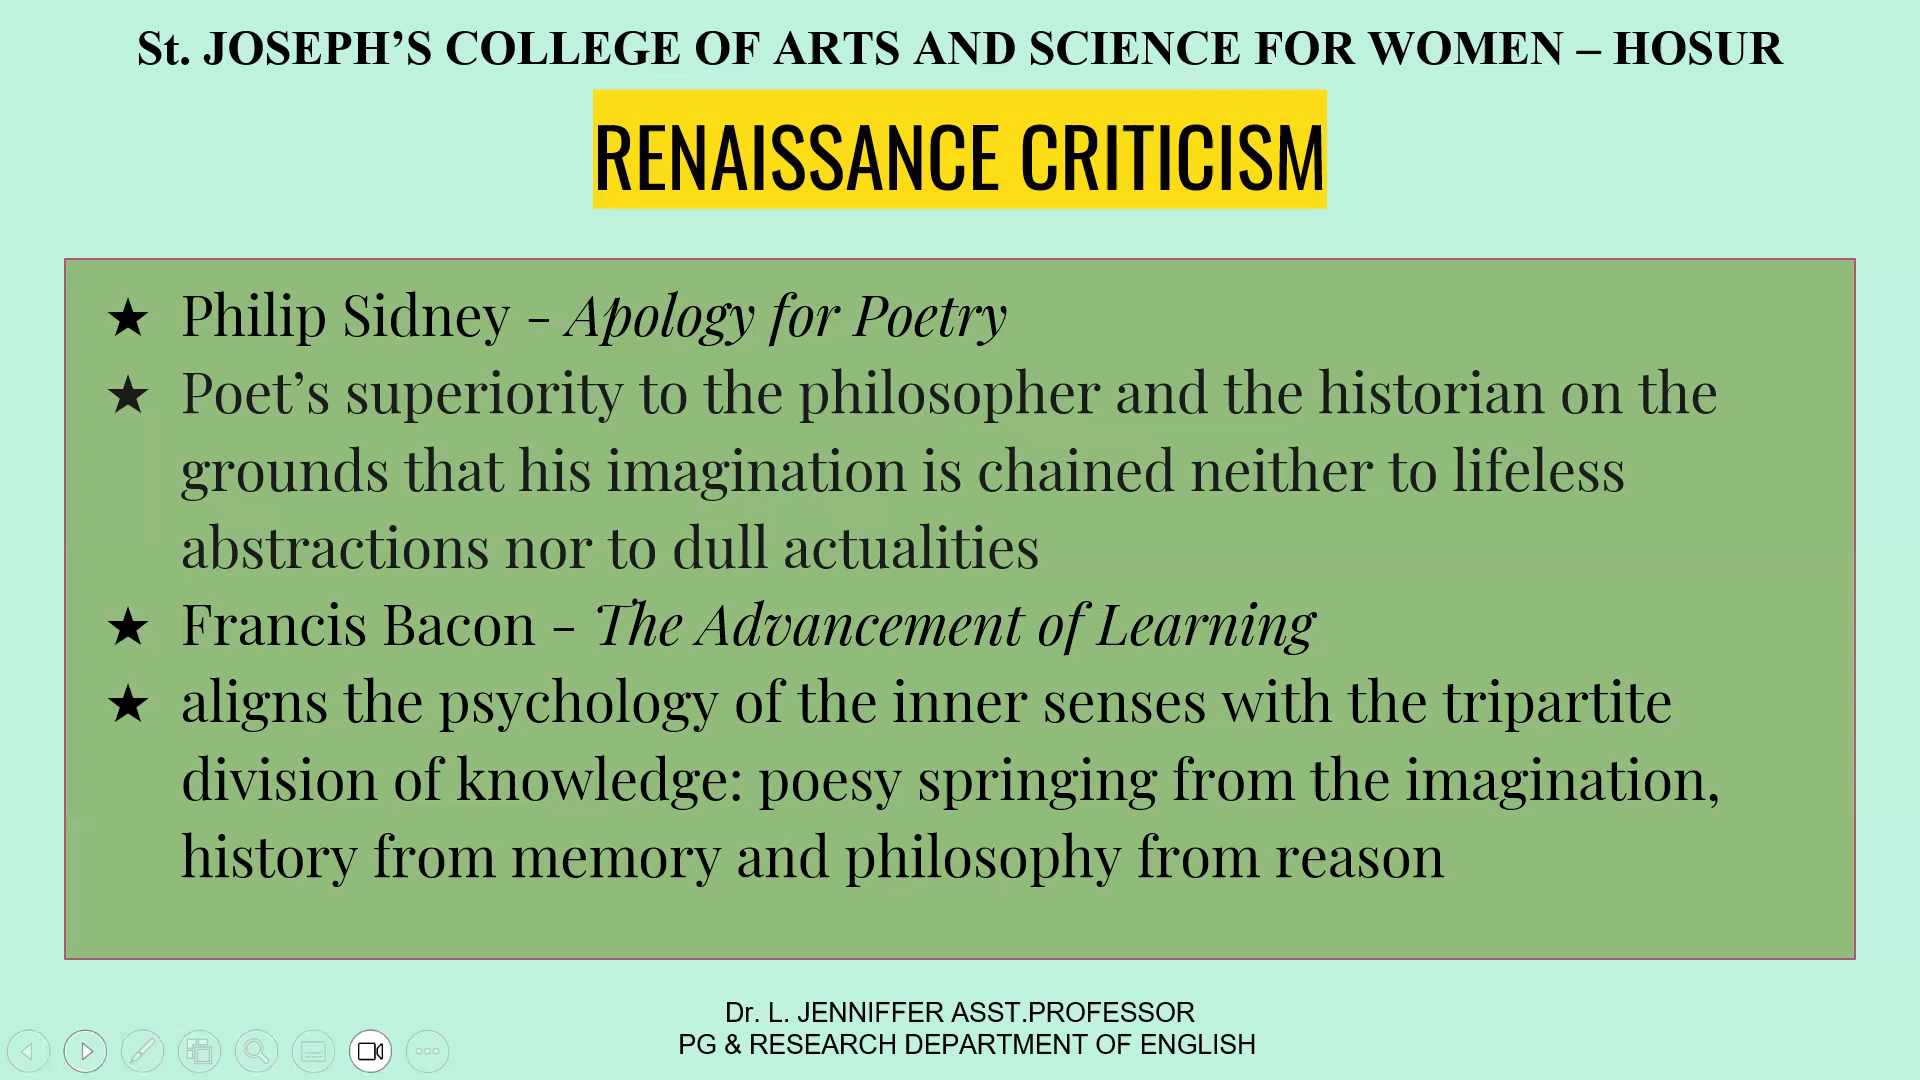 St. JOSEPH’S COLLEGE OF ARTS AND SCIENCE FOR WOMEN – HOSUR
RENAISSANCE CRITICISM
★ Philip Sidney - Apology for Poetry
★ Poet’s superiority to the philosopher and the historian on the
grounds that his imagination is chained neither to lifeless
abstractions nor to dull actualities
★ Francis Bacon - The Advancement of Learning
★ aligns the psychology of the inner senses with the tripartite
division of knowledge: poesy springing from the imagination,
history from memory and philosophy from reason
Dr. L. JENNIFFER ASST.PROFESSOR
PG & RESEARCH DEPARTMENT OF ENGLISH